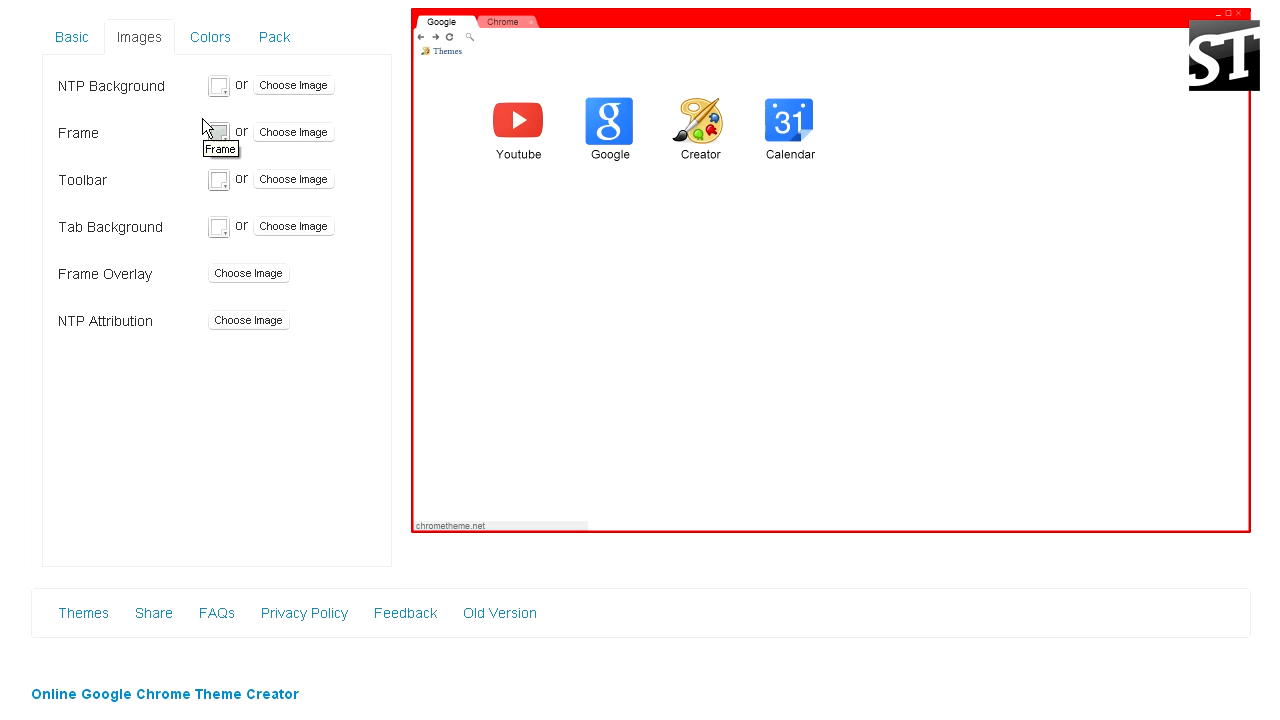 Basic
Images
Colors
Pack
NTP Background
or
Choose Image
Frame
or
Choose Image
Frame
Toolbar
or
Choose Image
Tab Background
or
Choose Image
Frame Overlay
Choose Image
NTP Attribution
Choose Image
Google
Chrome
Themes
ST
Youtube
Google
Creator
31
Calendar
chrometheme.net
Themes
Share
FAQs
Privacy Policy
Feedback
Old Version
Online Google Chrome Theme Creator